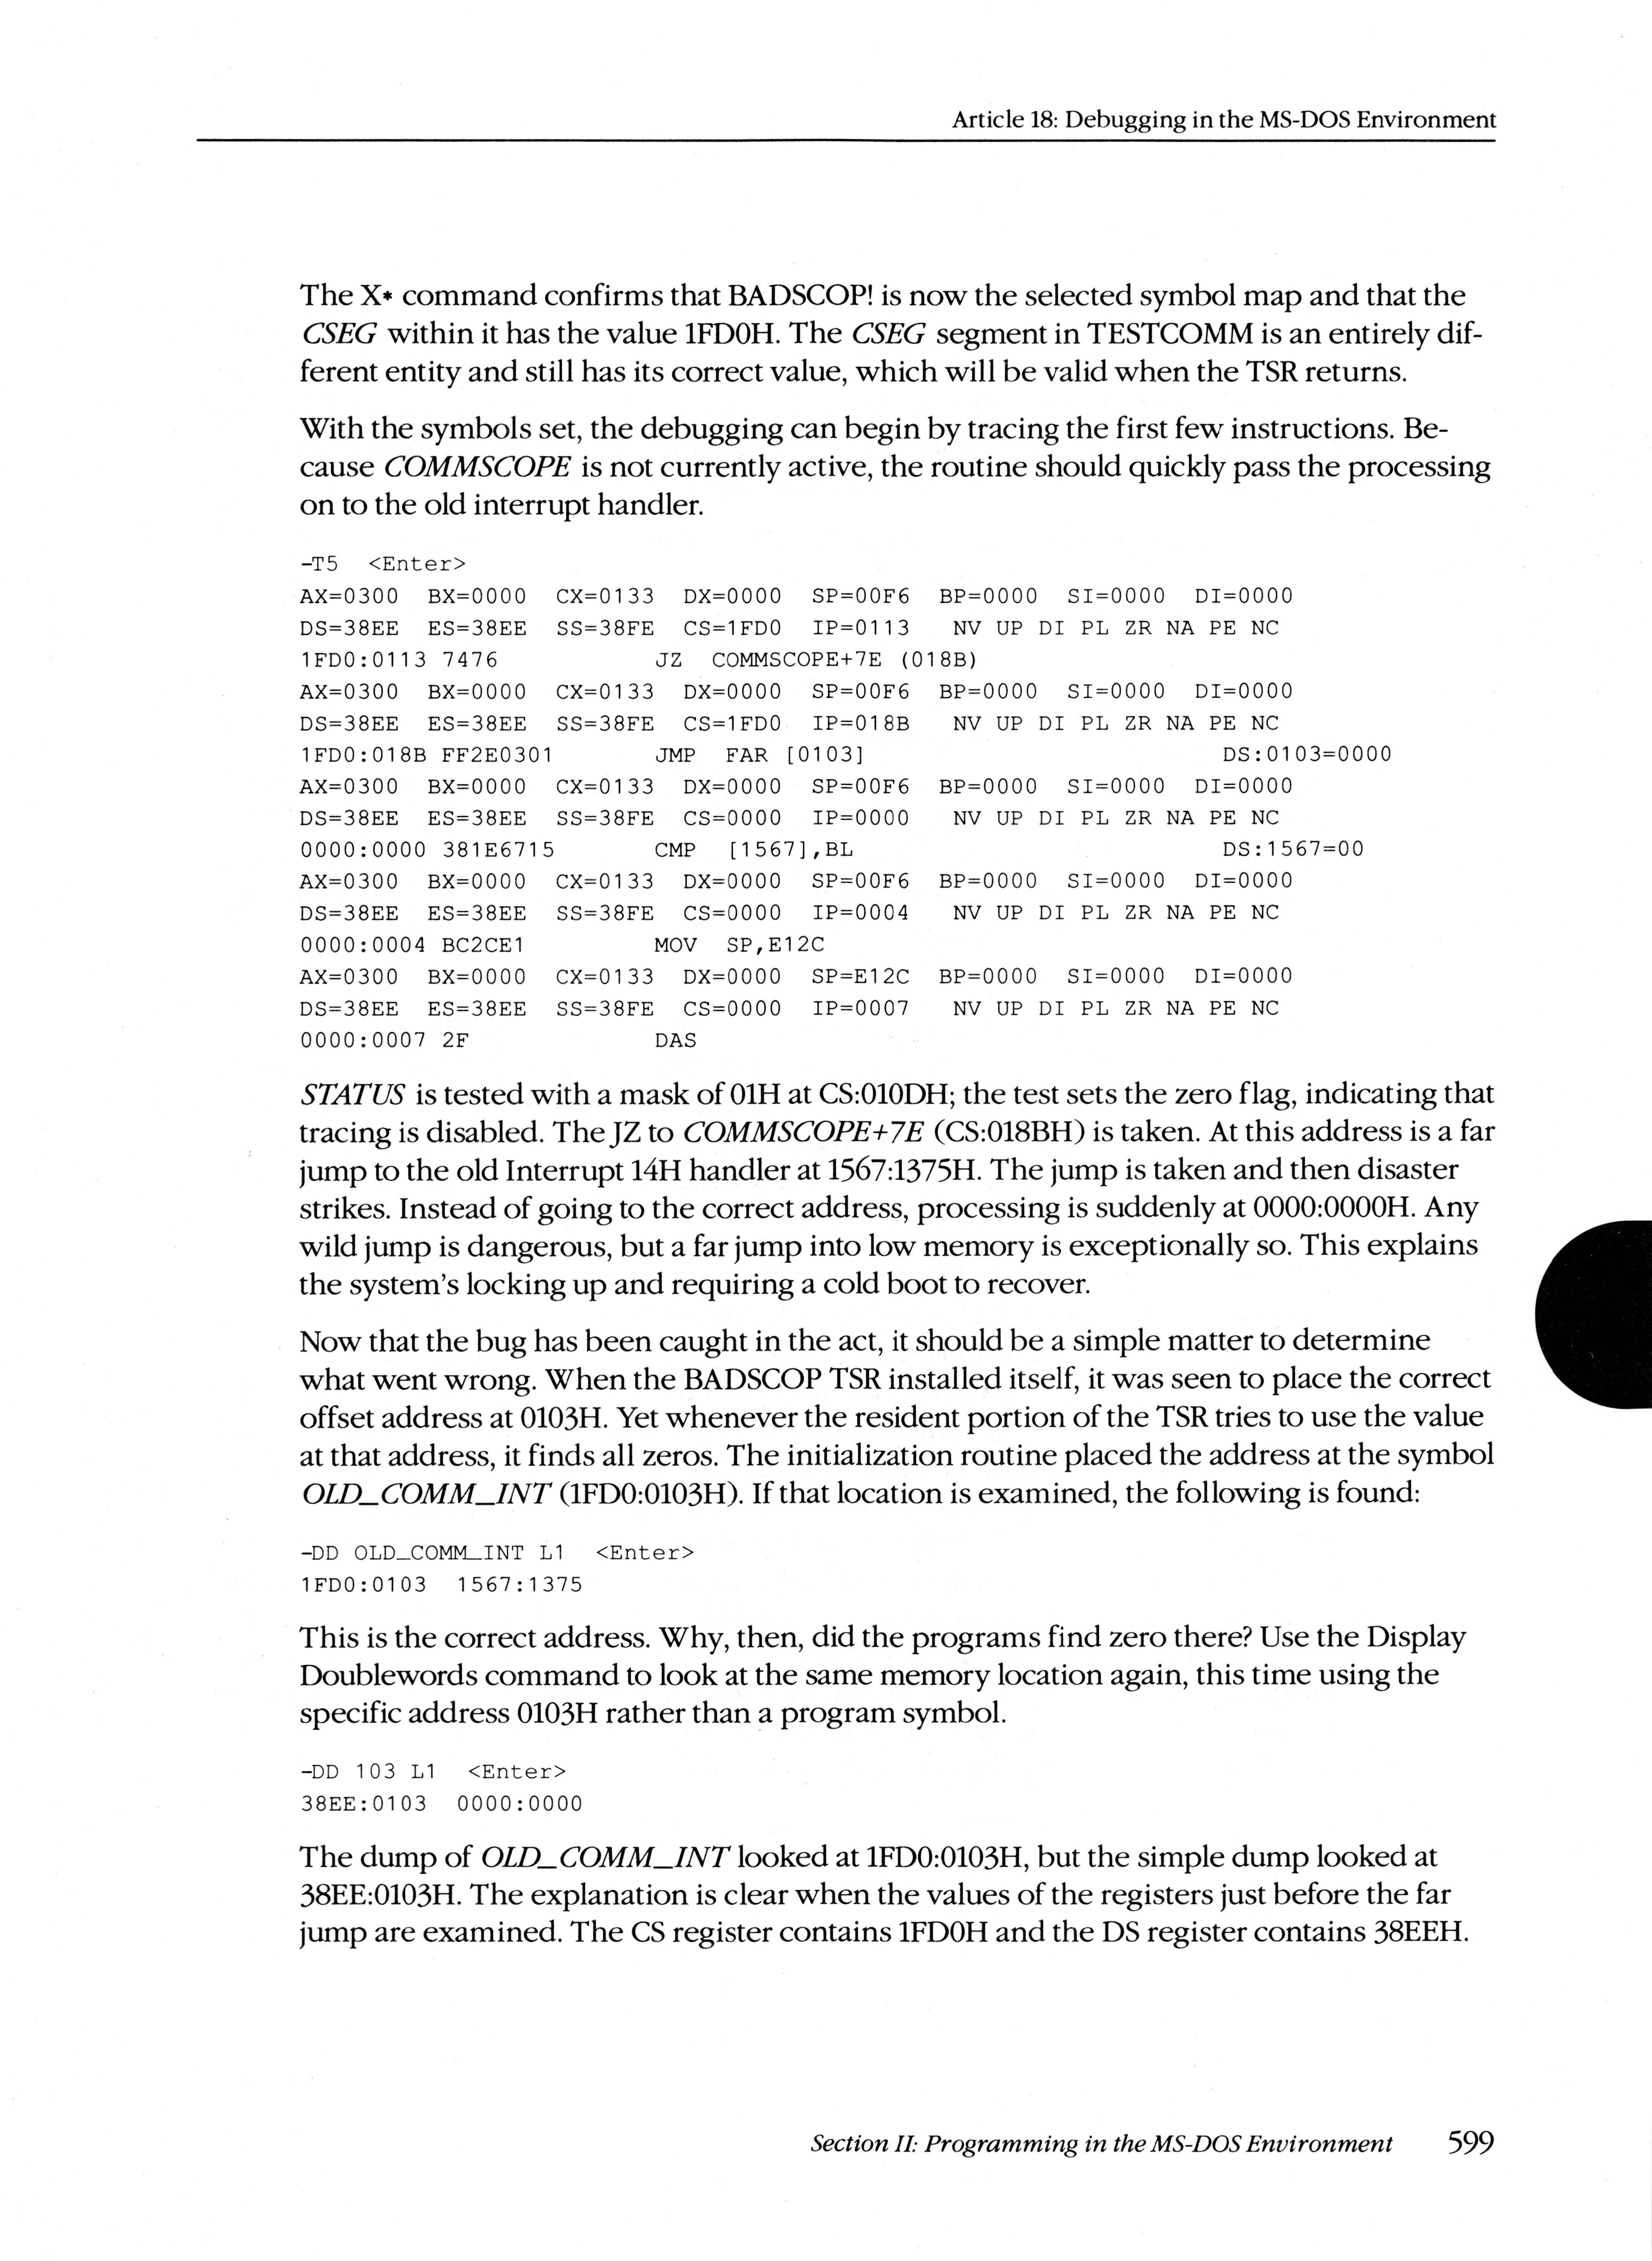 Article 18: Debugging in the MS-DOS Environment
The X* command confirms that BADSCOP! is now the selected symbol map and that the
CSEG within it has the value 1FD0H. The CSEG segment in TESTCOMM is an entirely dif-
ferent entity and still has its correct value, which will be valid when the TSR returns.
With the symbols set, the debugging can begin by tracing the first few instructions. Be-
cause COMMSCOPE is not currently active, the routine should quickly pass the processing
on to the old interrupt handler.
-T5  <Enter>
AX=0300  BX=0000  CX=0133  DX=0000  SP=00F6  BP=0000  SI=0000  DI=0000
DS=38EE  ES=38EE  SS=38FE  CS=1FD0  IP=0113   NV UP DI PL ZR NA PE NC
1FD0:0113 7476          JZ  COMMSCOPE+7E (018B)
AX=0300  BX=0000  CX=0133  DX=0000  SP=00F6  BP=0000  SI=0000  DI=0000
DS=38EE  ES=38EE  SS=38FE  CS=1FD0  IP=018B   NV UP DI PL ZR NA PE NC
1FD0:018B FF2E0301      JMP  FAR [0103]                         DS:0103=0000
AX=0300  BX=0000  CX=0133  DX=0000  SP=00F6  BP=0000  SI=0000  DI=0000
DS=38EE  ES=38EE  SS=38FE  CS=0000  IP=0000   NV UP DI PL ZR NA PE NC
0000:0000 381E6715      CMP  [1567],BL                          DS:1567=00
AX=0300  BX=0000  CX=0133  DX=0000  SP=00F6  BP=0000  SI=0000  DI=0000
DS=38EE  ES=38EE  SS=38FE  CS=0000  IP=0004   NV UP DI PL ZR NA PE NC
0000:0004 BC2CE1        MOV  SP,E12C
AX=0300  BX=0000  CX=0133  DX=0000  SP=E12C  BP=0000  SI=0000  DI=0000
DS=38EE  ES=38EE  SS=38FE  CS=0000  IP=0007   NV UP DI PL ZR NA PE NC
0000:0007 2F            DAS
STATUS is tested with a mask of 01H at CS:010DH; the test sets the zero flag, indicating that
tracing is disabled. The JZ to COMMSCOPE+7E (CS:018BH) is taken. At this address is a far
jump to the old Interrupt 14H handler at 1567:1375H. The jump is taken and then disaster
strikes. Instead of going to the correct address, processing is suddenly at 0000:0000H. Any
wild jump is dangerous, but a far jump into low memory is exceptionally so. This explains
the system's locking up and requiring a cold boot to recover.
Now that the bug has been caught in the act, it should be a simple matter to determine
what went wrong. When the BADSCOP TSR installed itself, it was seen to place the correct
offset address at 0103H. Yet whenever the resident portion of the TSR tries to use the value
at that address, it finds all zeros. The initialization routine placed the address at the symbol
OLD_COMM_INT (1FD0:0103H). If that location is examined, the following is found:
-DD OLD_COMM_INT L1  <Enter>
1FD0:0103  1567:1375
This is the correct address. Why, then, did the programs find zero there? Use the Display
Doublewords command to look at the same memory location again, this time using the
specific address 0103H rather than a program symbol.
-DD 103 L1  <Enter>
38EE:0103  0000:0000
The dump of OLD_COMM_INT looked at 1FD0:0103H, but the simple dump looked at
38EE:0103H. The explanation is clear when the values of the registers just before the far
jump are examined. The CS register contains 1FD0H and the DS register contains 38EEH.
Section II: Programming in the MS-DOS Environment    599